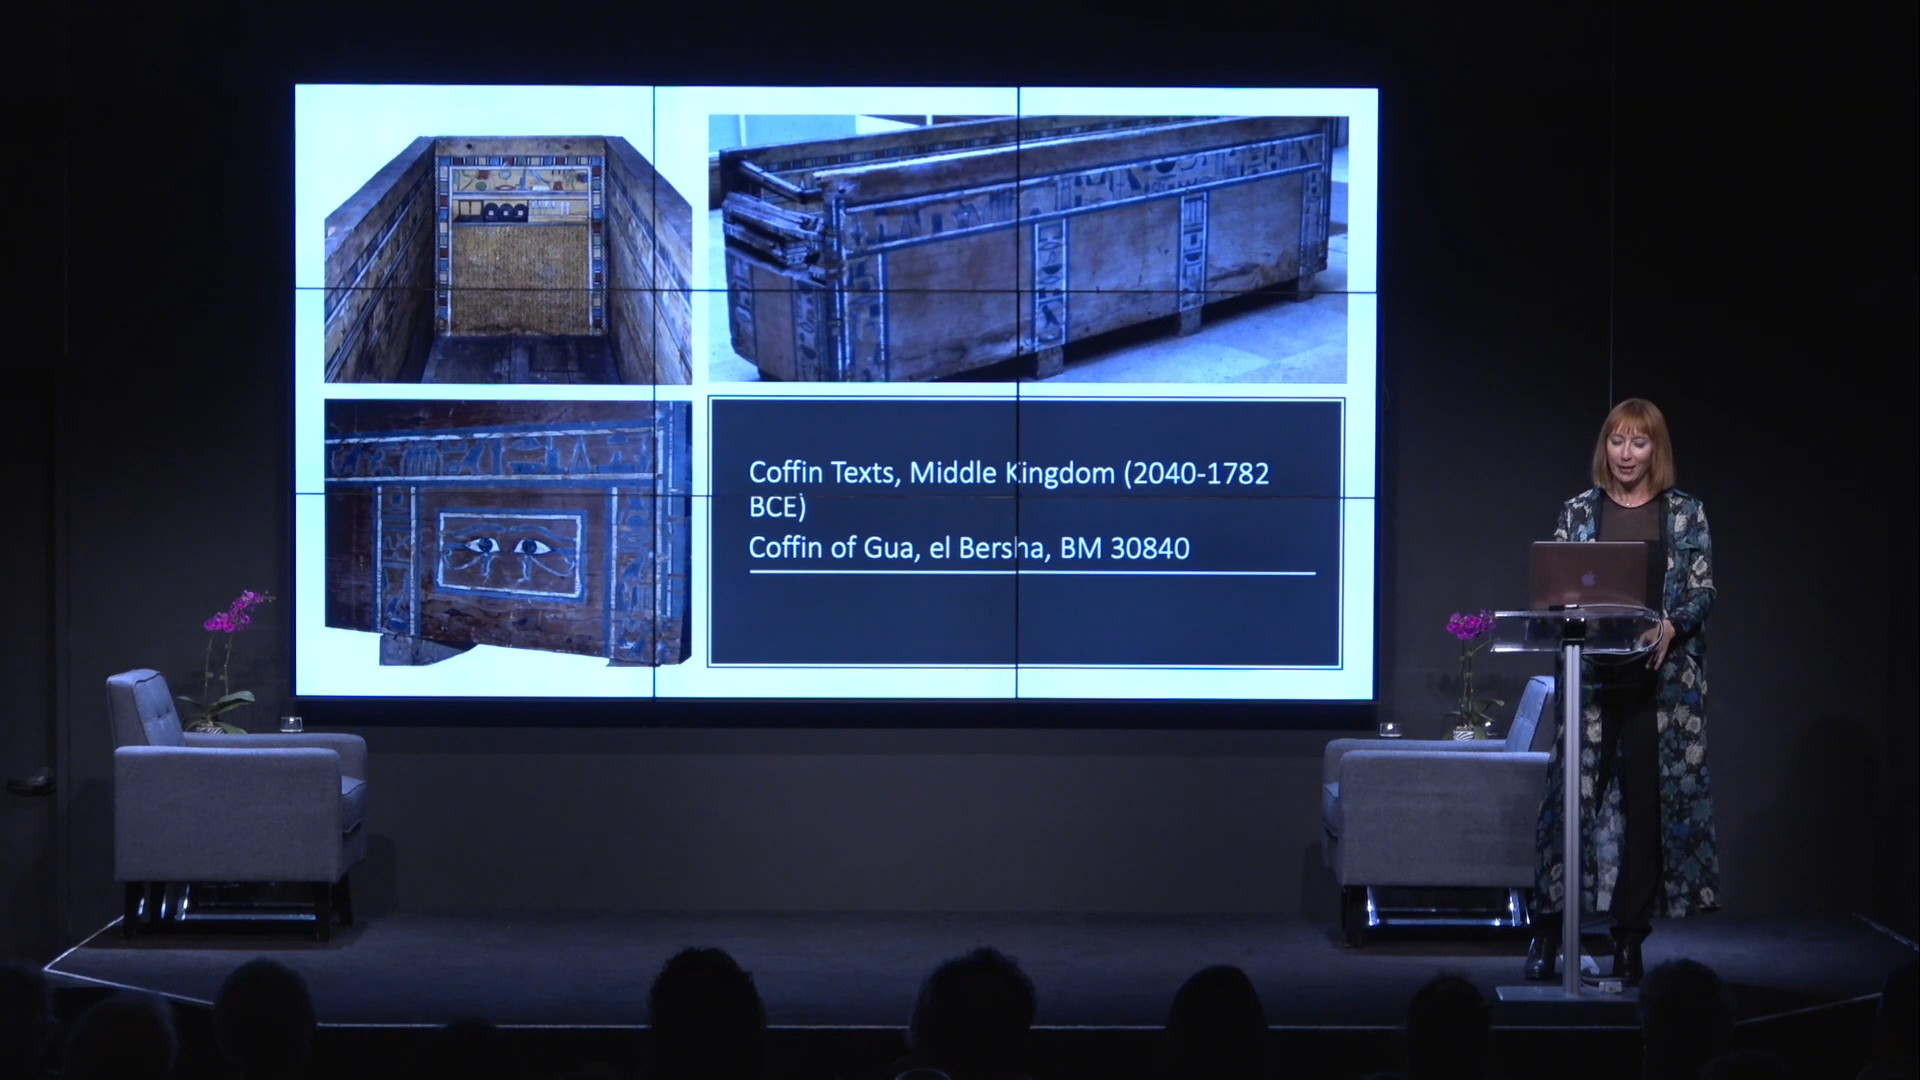 Coffin Texts, Middle Kingdom (2040-1782
BCE)
Coffin of Gua, el Bersha, BM 30840